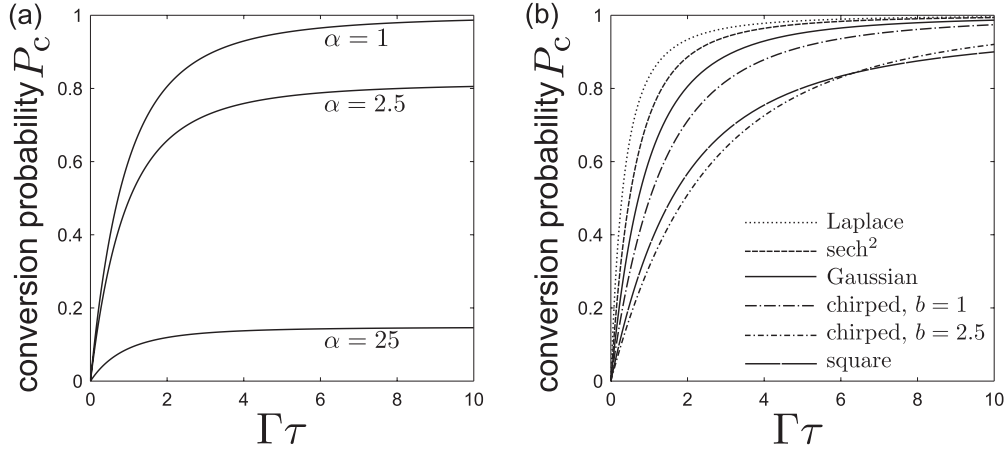 (a)
conversion probability P_c
1
0.8
0.6
0.4
0.2
0
α = 1
α = 2.5
α = 25
0 2 4 6 8 10
Γτ
(b)
conversion probability P_c
1
0.8
0.6
0.4
0.2
0
Laplace
sech²
Gaussian
chirped, b = 1
chirped, b = 2.5
square
0 2 4 6 8 10
Γτ